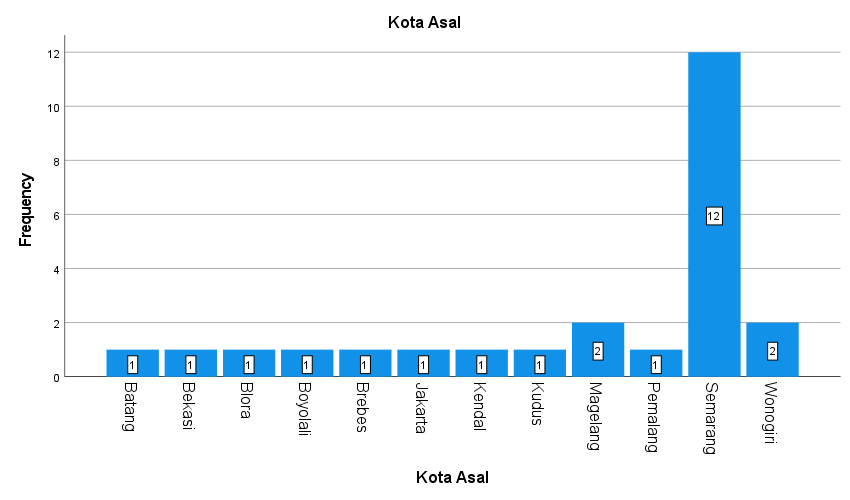 Kota Asal
Frequency
12
10
8
6
4
2
0
1
1
1
1
1
1
1
1
2
1
12
2
Batang
Bekasi
Blora
Boyolali
Brebes
Jakarta
Kendal
Kudus
Magelang
Pemalang
Semarang
Wonogiri
Kota Asal